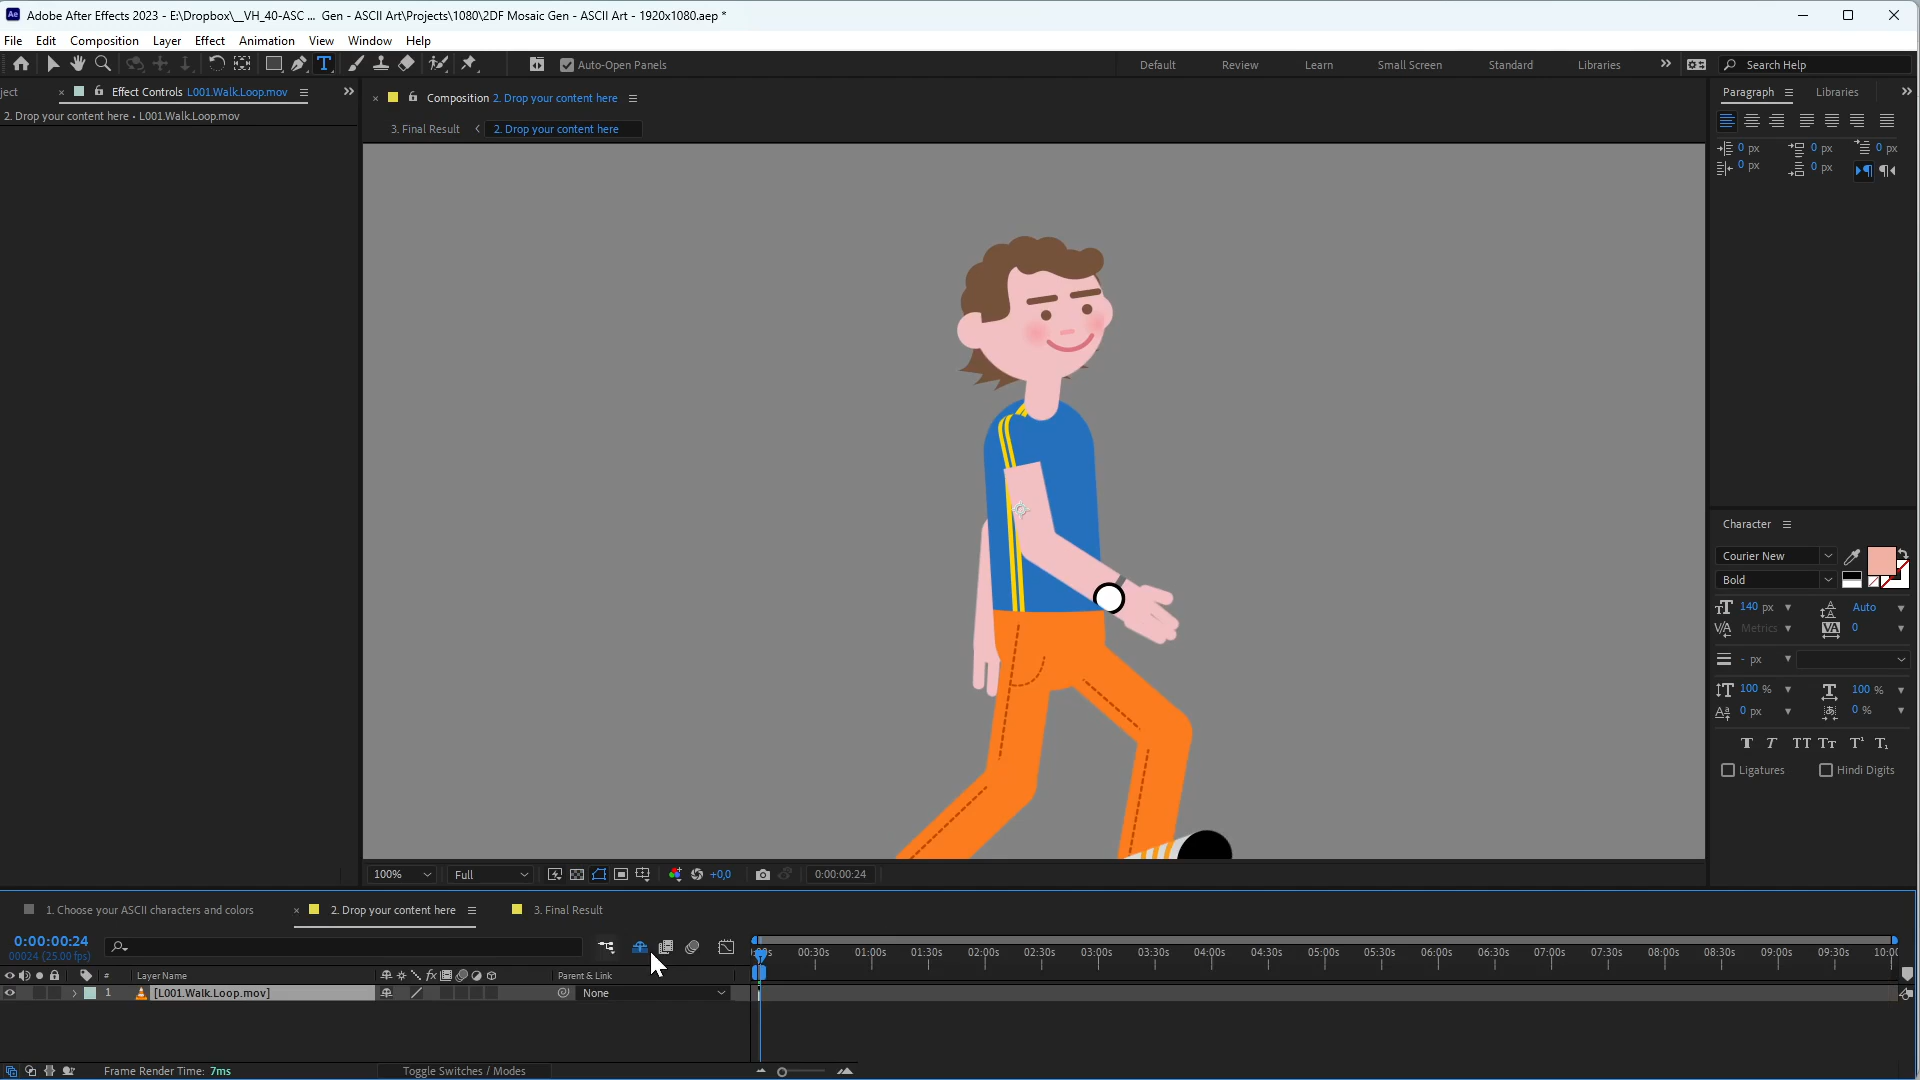 Ae Adobe After Effects 2023 - E:\Dropbox\__VH_40-ASC ... Gen - ASCII Art\Projects\1080\2DF Mosaic Gen - ASCII Art - 1920x1080.aep *
File Edit Composition Layer Effect Animation View Window Help
Auto-Open Panels Default Review Learn Small Screen Standard Libraries Search Help
ject Effect Controls L001.Walk.Loop.mov
2. Drop your content here • L001.Walk.Loop.mov
Composition 2. Drop your content here
3. Final Result 2. Drop your content here
Paragraph Libraries
0 px 0 px 0 px
0 px 0 px
Character
Courier New
Bold
140 px Auto
Metrics 0
- px
100 % 100 %
0 px 0 %
T T TT Tr T¹ T₁
Ligatures Hindi Digits
100% Full +0,0 0:00:00:24
1. Choose your ASCII characters and colors 2. Drop your content here 3. Final Result
0:00:00:24
00024 (25.00 fps)
00:30s 01:00s 01:30s 02:00s 02:30s 03:00s 03:30s 04:00s 04:30s 05:00s 05:30s 06:00s 06:30s 07:00s 07:30s 08:00s 08:30s 09:00s 09:30s 10:00
# Layer Name Parent & Link
1 [L001.Walk.Loop.mov] None
Frame Render Time: 7ms Toggle Switches / Modes